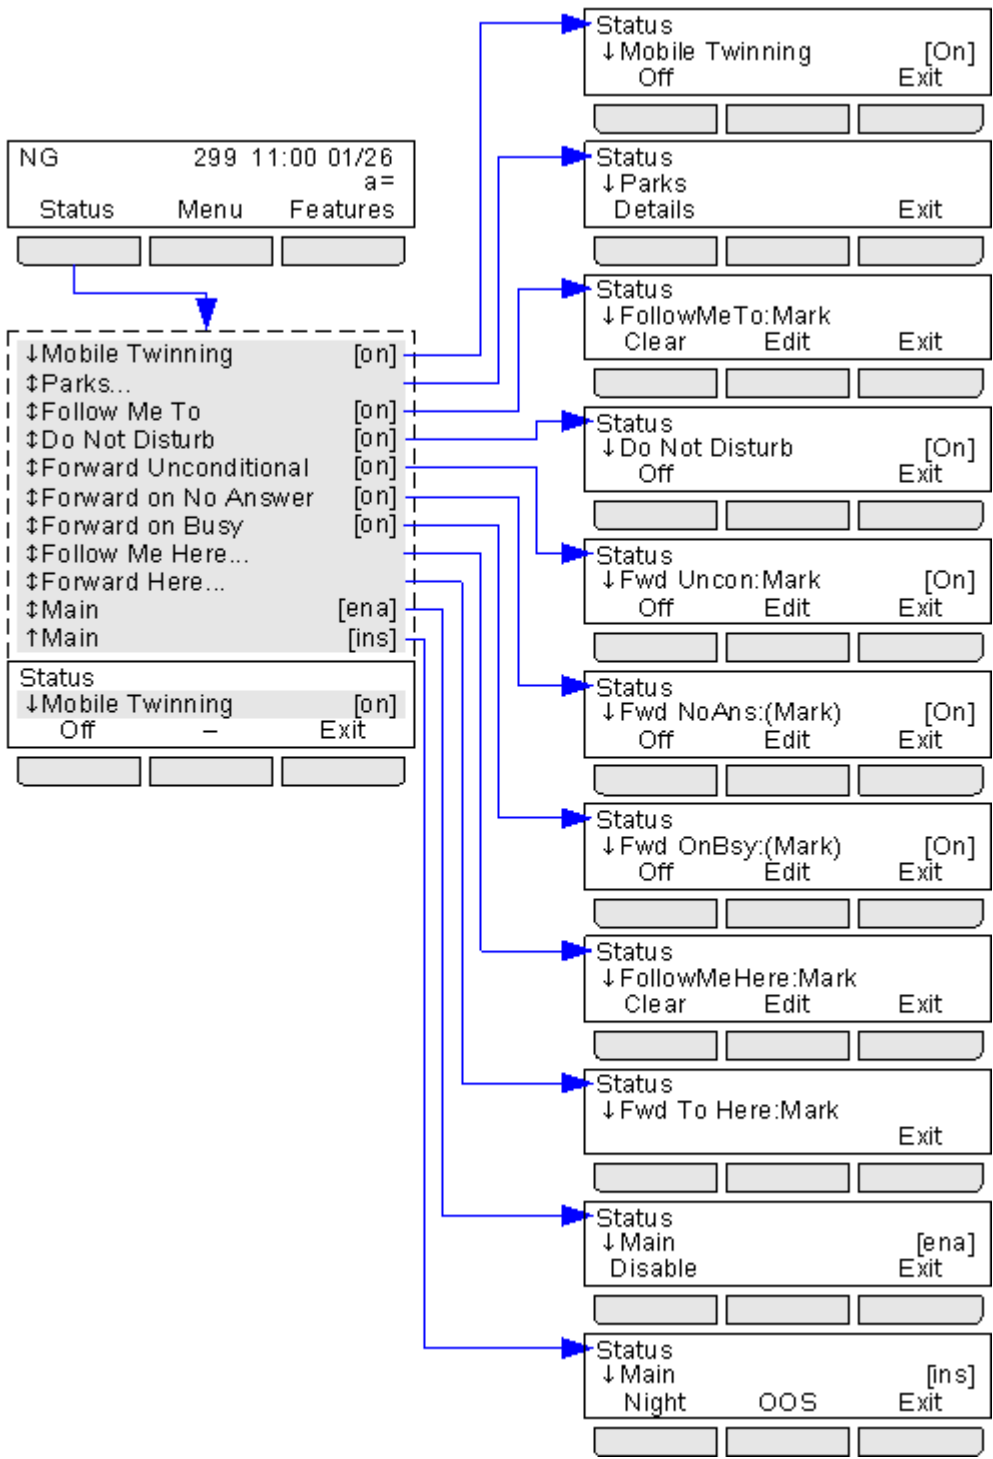 NG 299 11:00 01/26
a=
Status Menu Features
↓Mobile Twinning [on]
↕Parks...
↕Follow Me To [on]
↕Do Not Disturb [on]
↕Forward Unconditional [on]
↕Forward on No Answer [on]
↕Forward on Busy [on]
↕Follow Me Here...
↕Forward Here...
↕Main [ena]
↑Main [ins]
Status
↓Mobile Twinning [on]
Off – Exit
Status
↓Mobile Twinning [On]
Off Exit
Status
↓Parks
Details Exit
Status
↓FollowMeTo:Mark
Clear Edit Exit
Status
↓Do Not Disturb [On]
Off Exit
Status
↓Fwd Uncon:Mark [On]
Off Edit Exit
Status
↓Fwd NoAns:(Mark) [On]
Off Edit Exit
Status
↓Fwd OnBsy:(Mark) [On]
Off Edit Exit
Status
↓FollowMeHere:Mark
Clear Edit Exit
Status
↓Fwd To Here:Mark
Exit
Status
↓Main [ena]
Disable Exit
Status
↓Main [ins]
Night OOS Exit